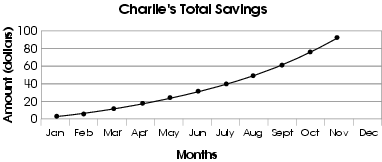 Charlie's Total Savings
Amount (dollars)
100
80
60
40
20
0
Jan Feb Mar Apr May Jun July Aug Sept Oct Nov Dec
Months